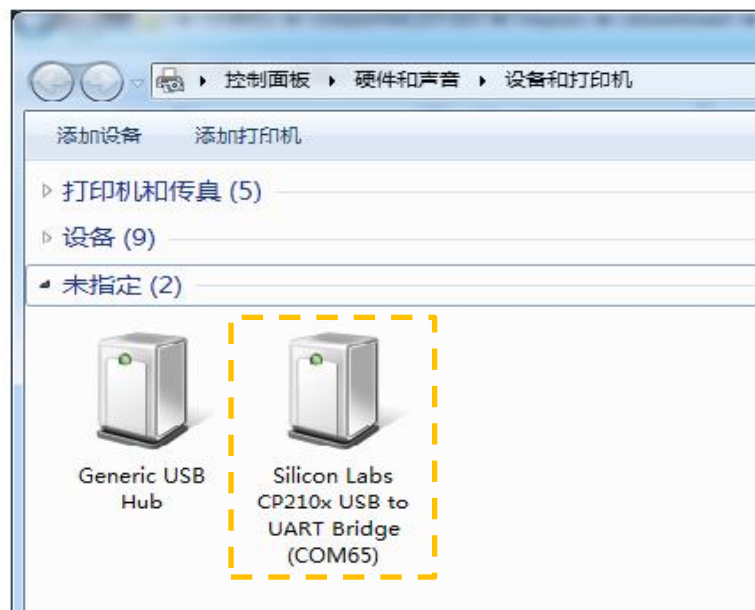 控制面板 硬件和声音 设备和打印机
添加设备 添加打印机
打印机和传真 (5)
设备 (9)
未指定 (2)
Generic USB
Hub
Silicon Labs
CP210x USB to
UART Bridge
(COM65)